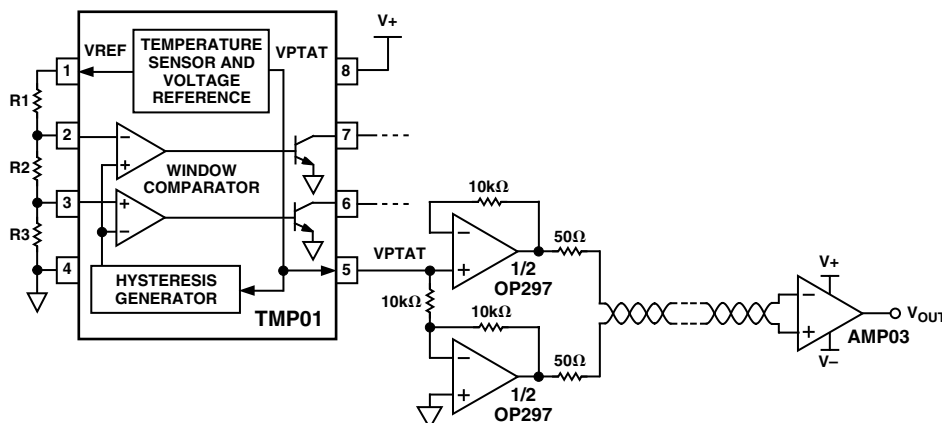 TEMPERATURE
SENSOR AND
VOLTAGE
REFERENCE
VREF
VPTAT
V+
1
8
R1
2
7
R2
WINDOW
COMPARATOR
3
6
R3
4
5
HYSTERESIS
GENERATOR
TMP01
VPTAT
10kΩ
10kΩ
10kΩ
50Ω
1/2
OP297
50Ω
1/2
OP297
V+
V–
AMP03
VOUT
−
+
+
−
−
+
−
+
−
+